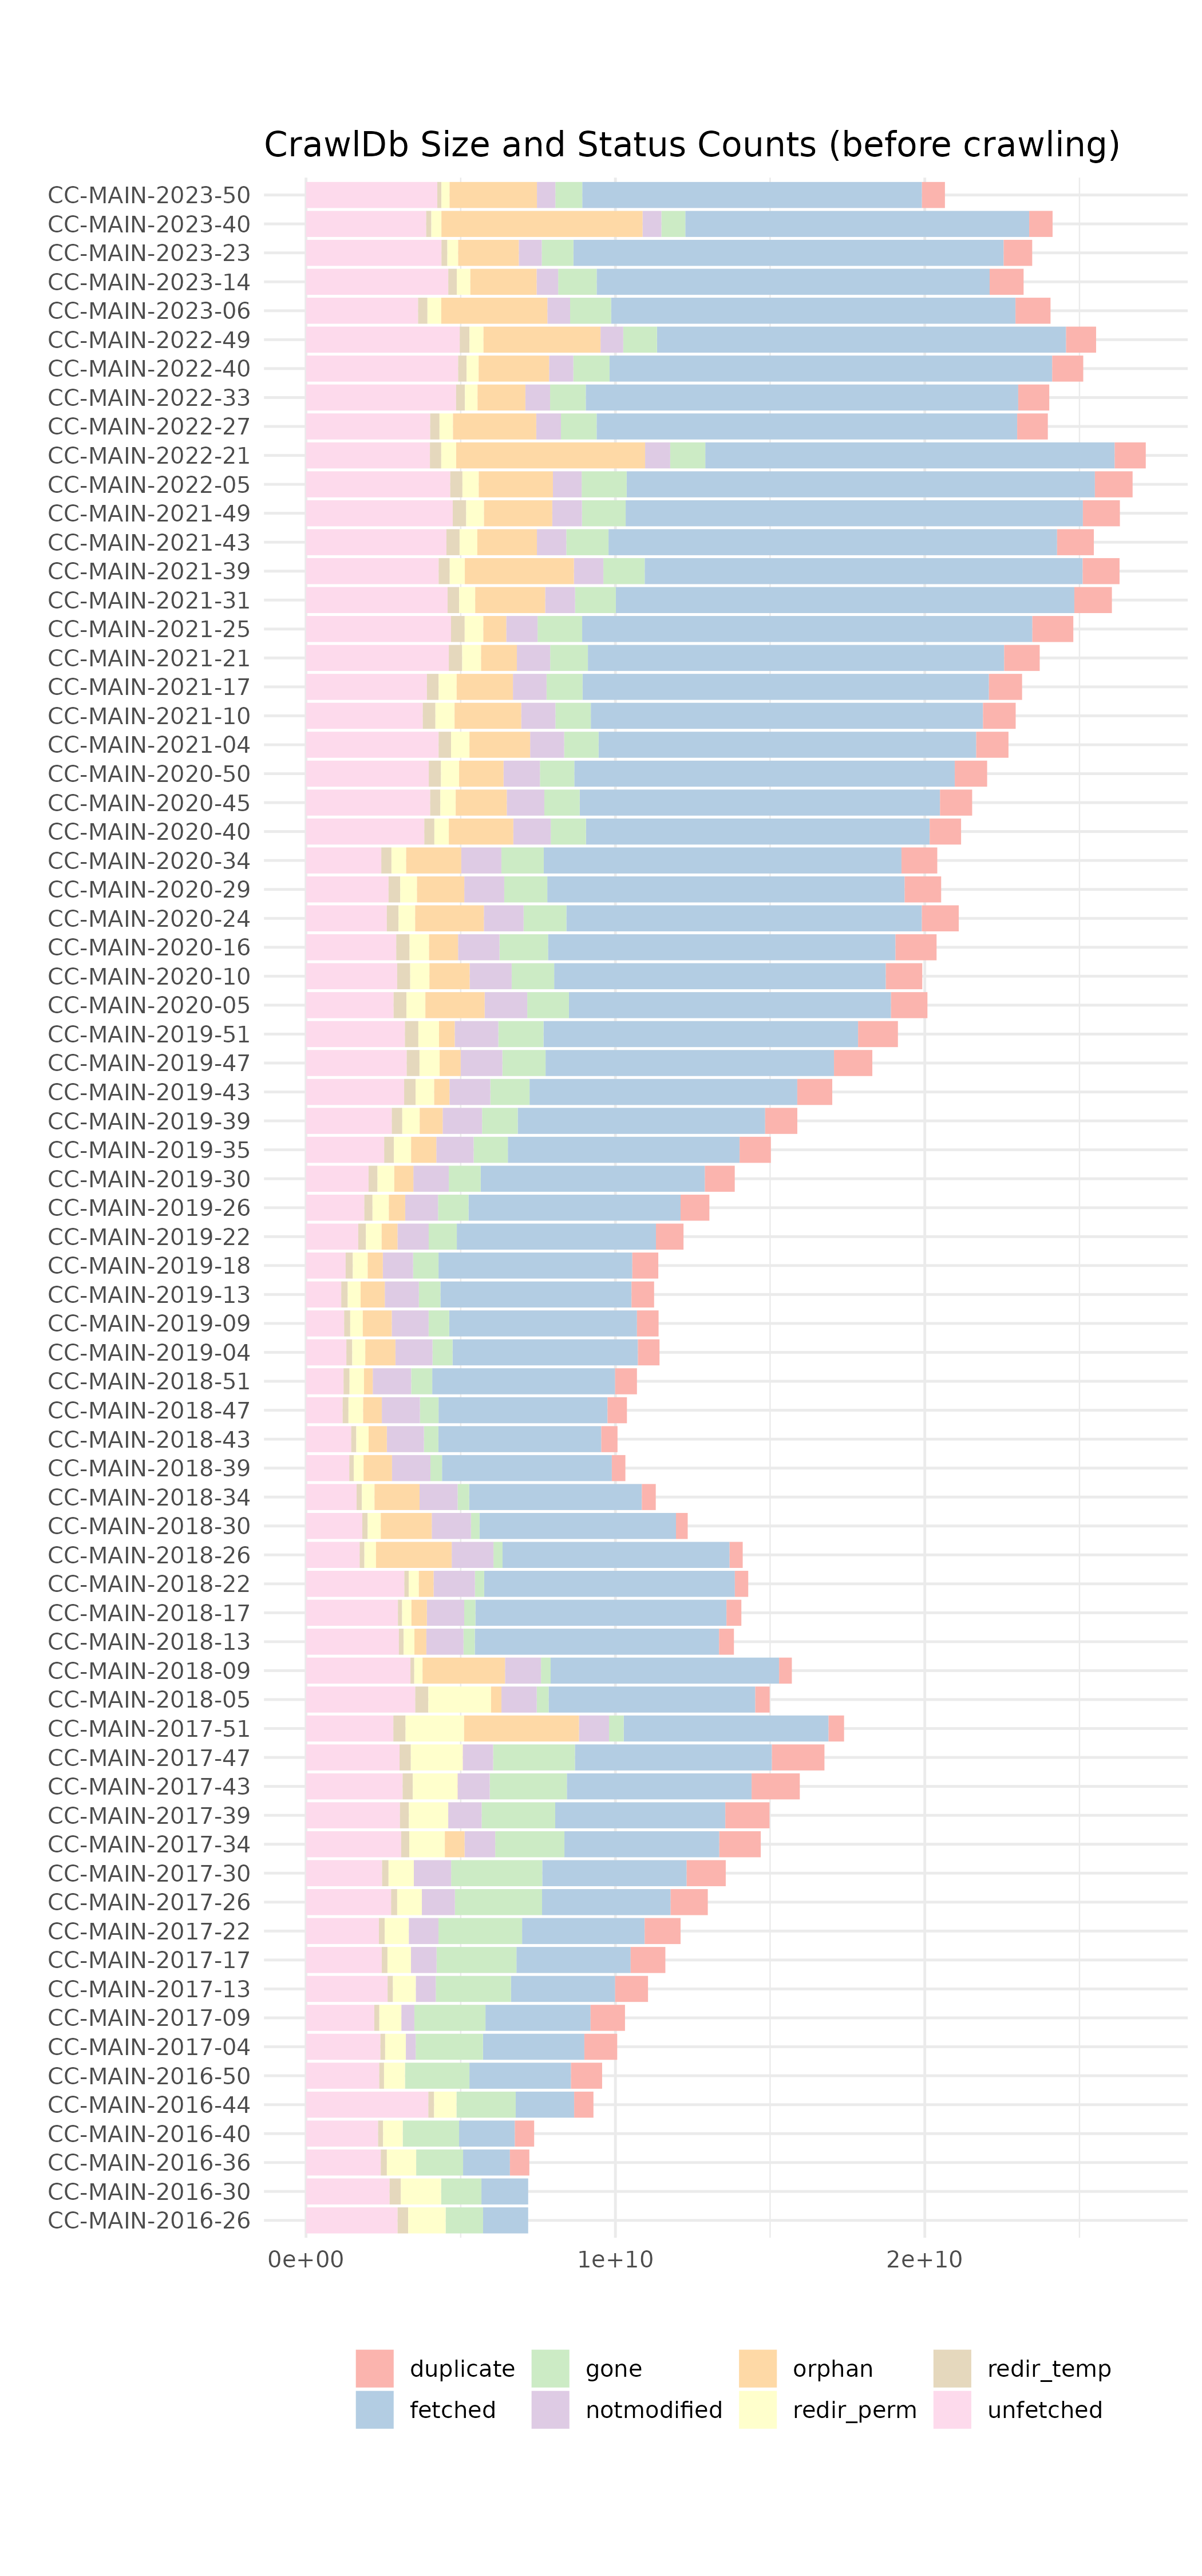 CrawlDb Size and Status Counts (before crawling)
CC-MAIN-2023-50
CC-MAIN-2023-40
CC-MAIN-2023-23
CC-MAIN-2023-14
CC-MAIN-2023-06
CC-MAIN-2022-49
CC-MAIN-2022-40
CC-MAIN-2022-33
CC-MAIN-2022-27
CC-MAIN-2022-21
CC-MAIN-2022-05
CC-MAIN-2021-49
CC-MAIN-2021-43
CC-MAIN-2021-39
CC-MAIN-2021-31
CC-MAIN-2021-25
CC-MAIN-2021-21
CC-MAIN-2021-17
CC-MAIN-2021-10
CC-MAIN-2021-04
CC-MAIN-2020-50
CC-MAIN-2020-45
CC-MAIN-2020-40
CC-MAIN-2020-34
CC-MAIN-2020-29
CC-MAIN-2020-24
CC-MAIN-2020-16
CC-MAIN-2020-10
CC-MAIN-2020-05
CC-MAIN-2019-51
CC-MAIN-2019-47
CC-MAIN-2019-43
CC-MAIN-2019-39
CC-MAIN-2019-35
CC-MAIN-2019-30
CC-MAIN-2019-26
CC-MAIN-2019-22
CC-MAIN-2019-18
CC-MAIN-2019-13
CC-MAIN-2019-09
CC-MAIN-2019-04
CC-MAIN-2018-51
CC-MAIN-2018-47
CC-MAIN-2018-43
CC-MAIN-2018-39
CC-MAIN-2018-34
CC-MAIN-2018-30
CC-MAIN-2018-26
CC-MAIN-2018-22
CC-MAIN-2018-17
CC-MAIN-2018-13
CC-MAIN-2018-09
CC-MAIN-2018-05
CC-MAIN-2017-51
CC-MAIN-2017-47
CC-MAIN-2017-43
CC-MAIN-2017-39
CC-MAIN-2017-34
CC-MAIN-2017-30
CC-MAIN-2017-26
CC-MAIN-2017-22
CC-MAIN-2017-17
CC-MAIN-2017-13
CC-MAIN-2017-09
CC-MAIN-2017-04
CC-MAIN-2016-50
CC-MAIN-2016-44
CC-MAIN-2016-40
CC-MAIN-2016-36
CC-MAIN-2016-30
CC-MAIN-2016-26
0e+00 1e+10 2e+10
duplicate gone orphan redir_temp
fetched notmodified redir_perm unfetched